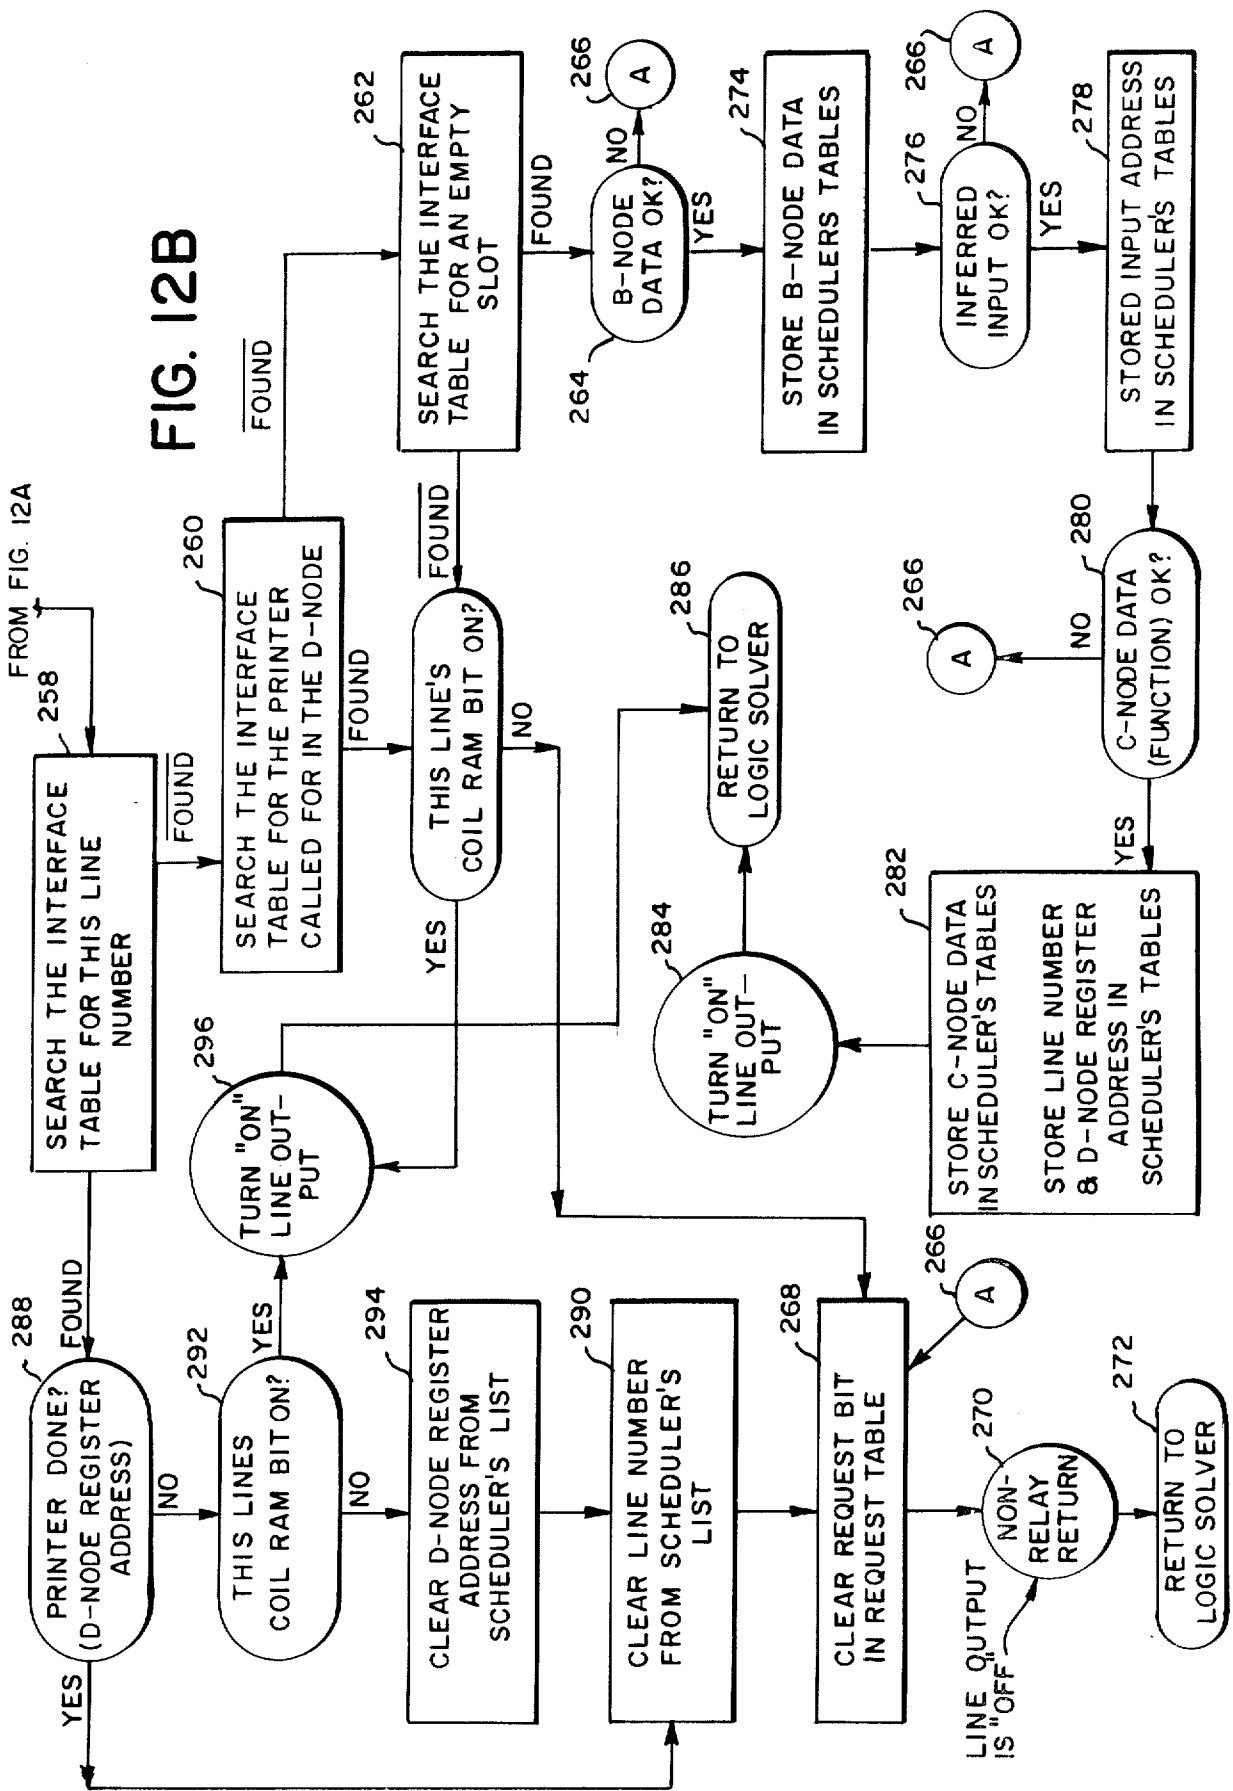 FIG. 12B
FROM FIG. 12A
258
SEARCH THE INTERFACE
TABLE FOR THIS LINE
NUMBER
FOUND
FOUND
260
SEARCH THE INTERFACE
TABLE FOR THE PRINTER
CALLED FOR IN THE D-NODE
FOUND
FOUND
262
SEARCH THE INTERFACE
TABLE FOR AN EMPTY
SLOT
FOUND
FOUND
THIS LINE'S
COIL RAM BIT ON?
YES
NO
264
B-NODE
DATA OK?
NO
266
A
YES
274
STORE B-NODE DATA
IN SCHEDULERS TABLES
276
INFERRED
INPUT OK?
NO
266
A
YES
278
STORED INPUT ADDRESS
IN SCHEDULER'S TABLES
280
C-NODE DATA
(FUNCTION) OK?
NO
266
A
YES
282
STORE C-NODE DATA
IN SCHEDULER'S TABLES
STORE LINE NUMBER
& D-NODE REGISTER
ADDRESS IN
SCHEDULER'S TABLES
284
TURN "ON"
LINE OUT-
PUT
286
RETURN TO
LOGIC SOLVER
288
PRINTER DONE?
(D-NODE REGISTER
ADDRESS)
YES
NO
292
THIS LINES
COIL RAM BIT ON?
YES
NO
296
TURN "ON"
LINE OUT-
PUT
294
CLEAR D-NODE REGISTER
ADDRESS FROM
SCHEDULER'S LIST
290
CLEAR LINE NUMBER
FROM SCHEDULER'S
LIST
268
CLEAR REQUEST BIT
IN REQUEST TABLE
266
A
LINE OUTPUT
IS "OFF"
270
NON-
RELAY
RETURN
272
RETURN TO
LOGIC SOLVER